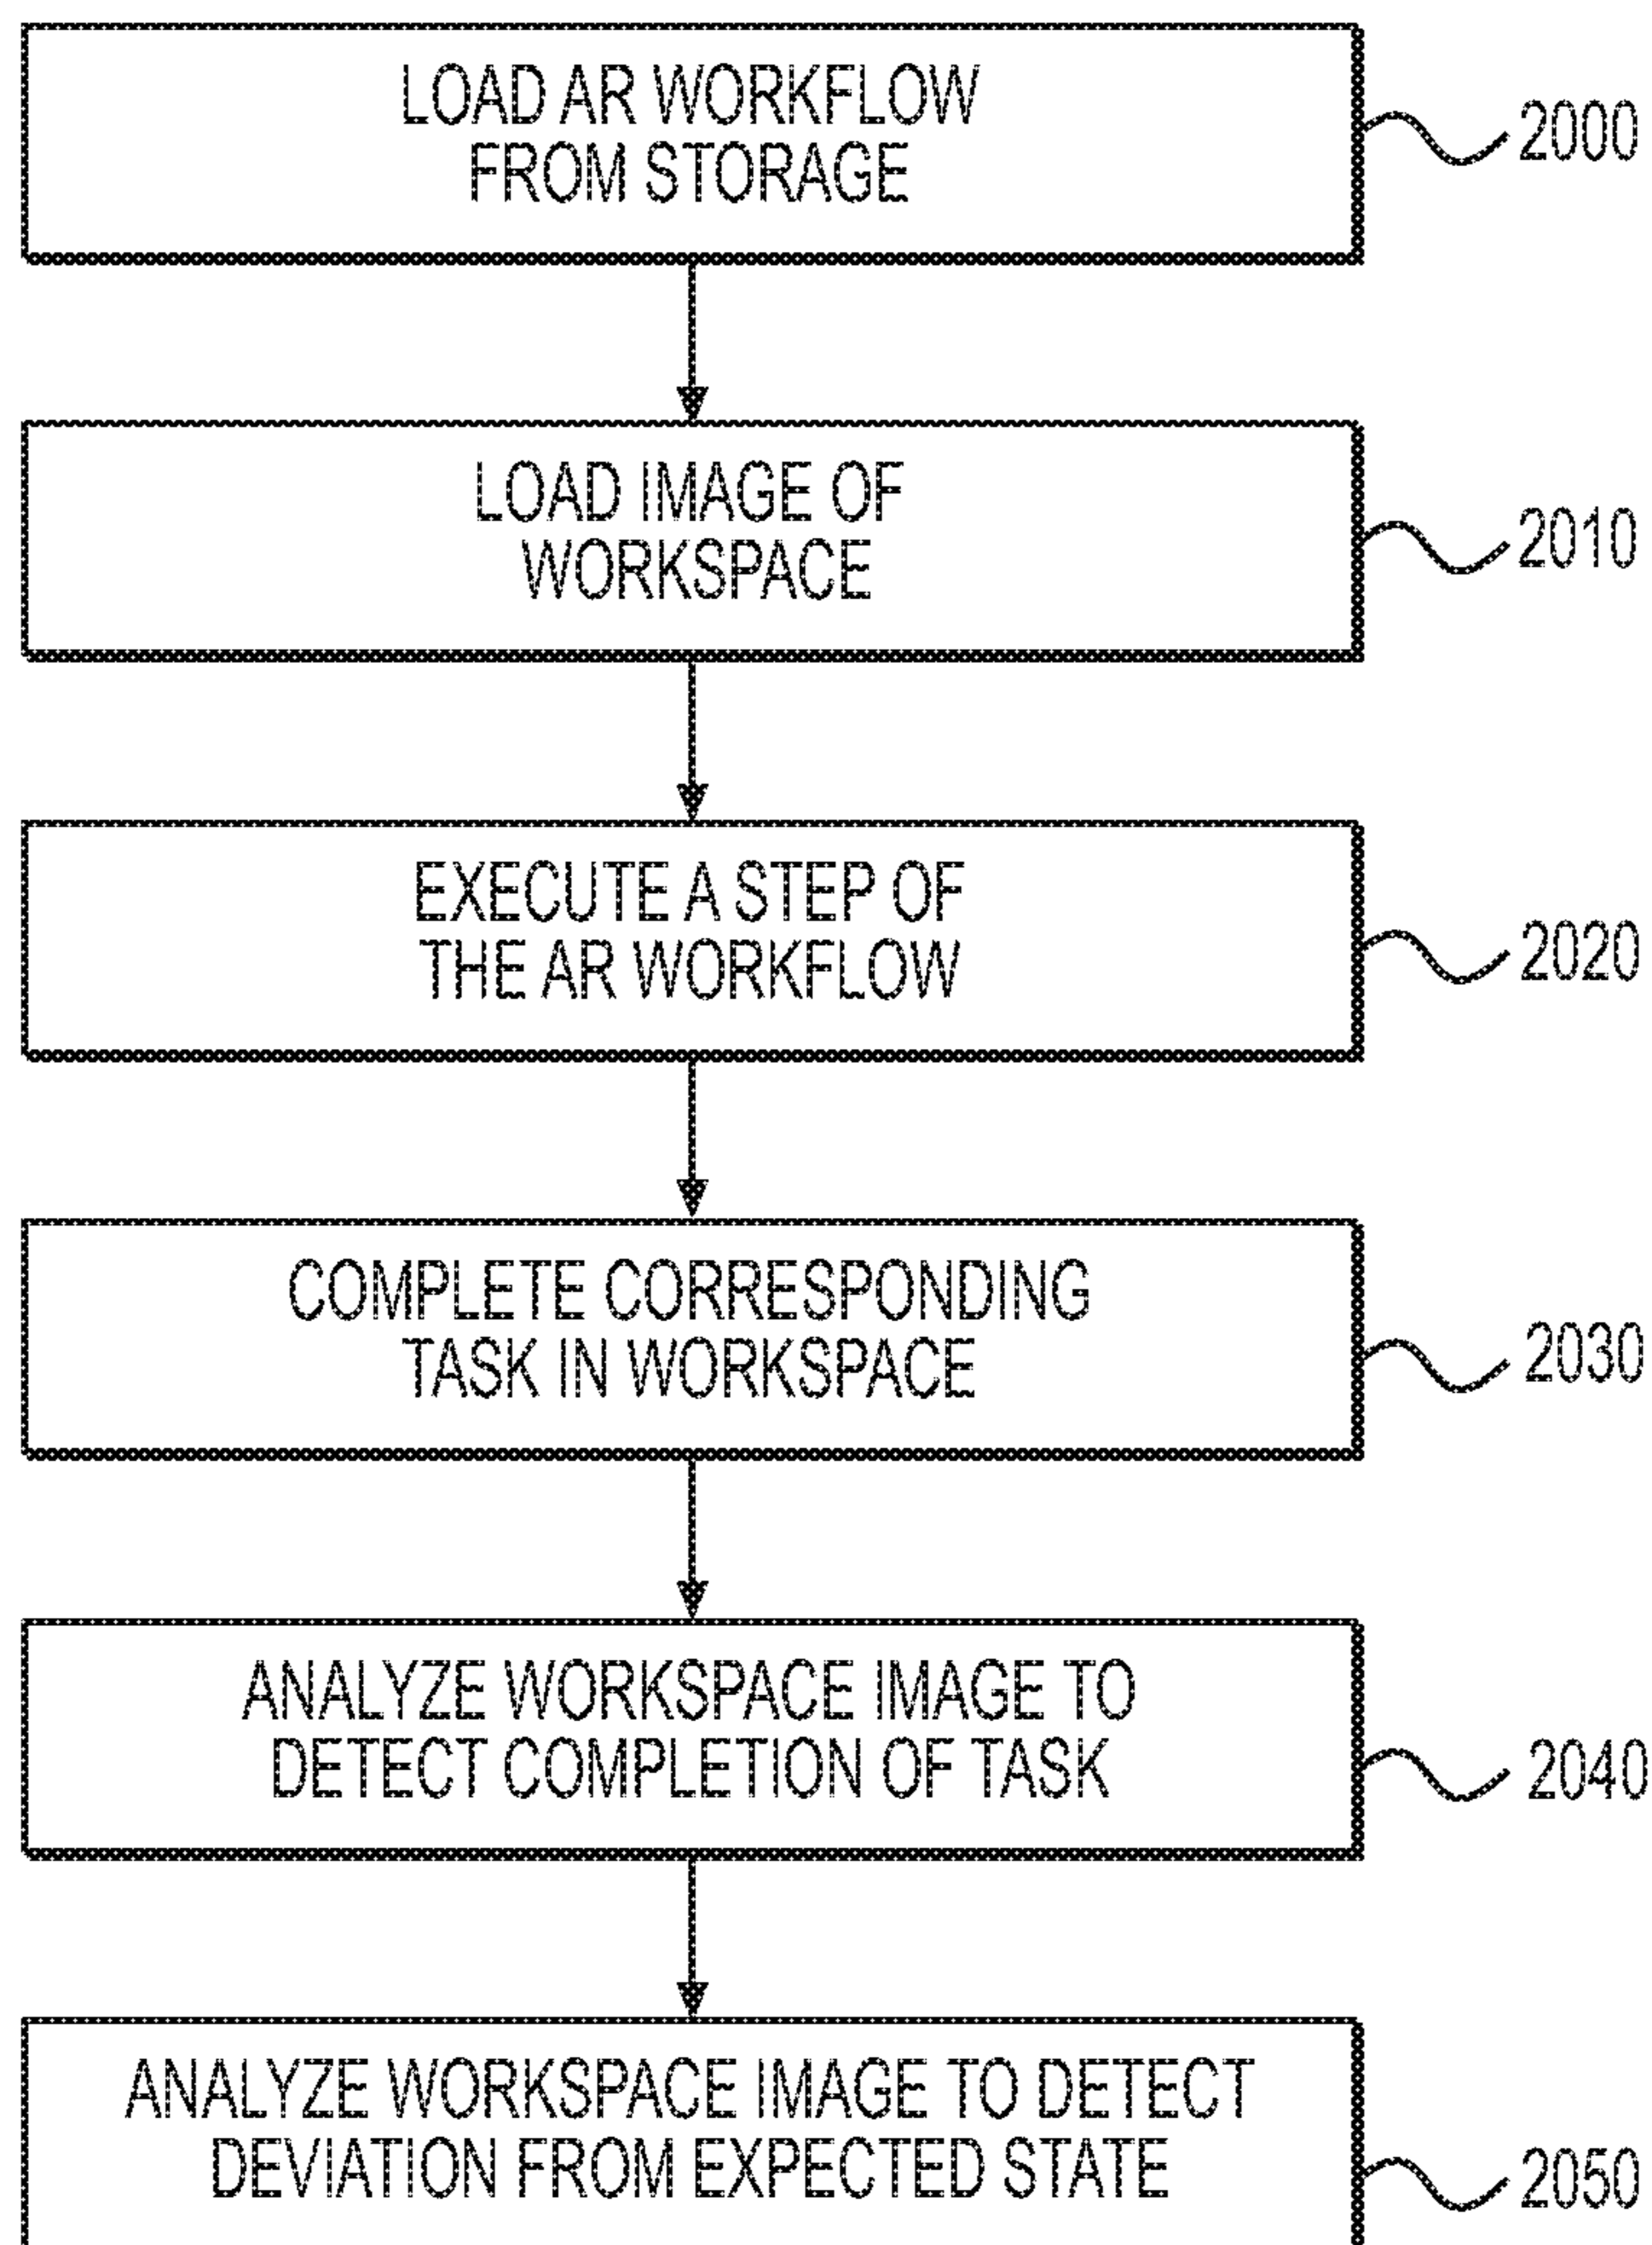 LOAD AR WORKFLOW
FROM STORAGE
2000
LOAD IMAGE OF
WORKSPACE
2010
EXECUTE A STEP OF
THE AR WORKFLOW
2020
COMPLETE CORRESPONDING
TASK IN WORKSPACE
2030
ANALYZE WORKSPACE IMAGE TO
DETECT COMPLETION OF TASK
2040
ANALYZE WORKSPACE IMAGE TO DETECT
DEVIATION FROM EXPECTED STATE
2050